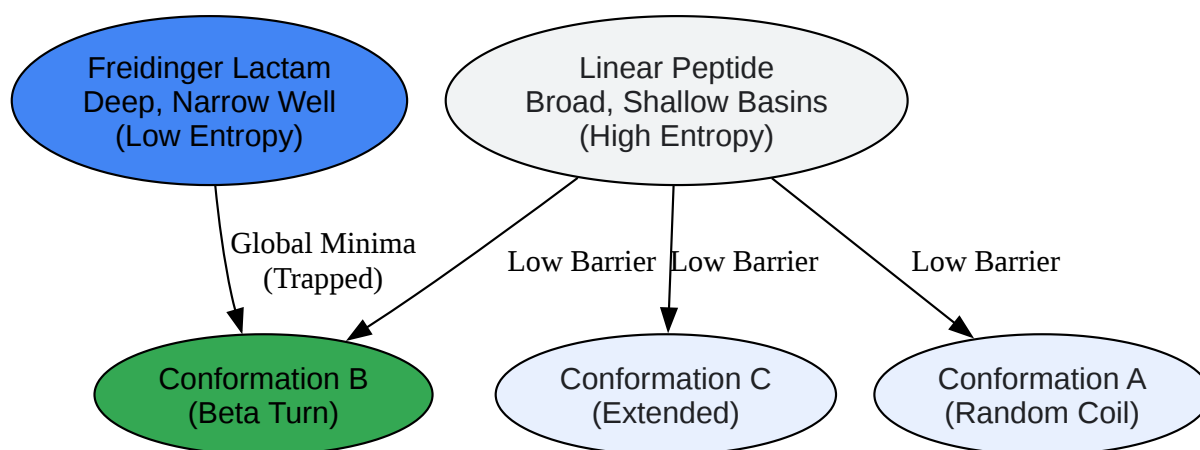 Freidinger Lactam
Deep, Narrow Well
(Low Entropy)
Linear Peptide
Broad, Shallow Basins
(High Entropy)
Global Minima
(Trapped)
Low Barrier
Low Barrier
Low Barrier
Conformation B
(Beta Turn)
Conformation C
(Extended)
Conformation A
(Random Coil)